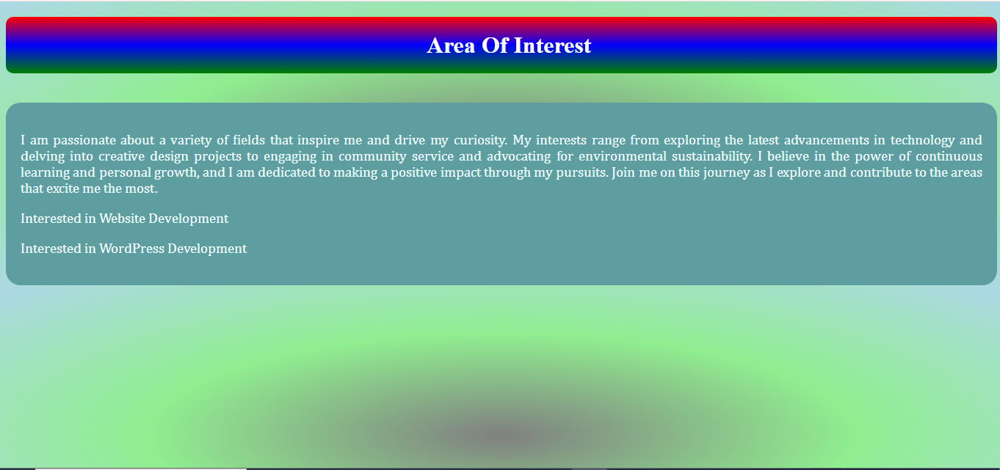 Area Of Interest
I am passionate about a variety of fields that inspire me and drive my curiosity. My interests range from exploring the latest advancements in technology and
delving into creative design projects to engaging in community service and advocating for environmental sustainability. I believe in the power of continuous
learning and personal growth, and I am dedicated to making a positive impact through my pursuits. Join me on this journey as I explore and contribute to the areas
that excite me the most.
Interested in Website Development
Interested in WordPress Development